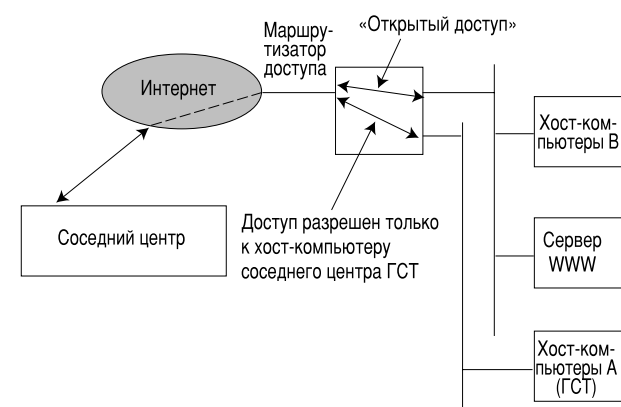 Маршру-
тизатор
доступа
«Открытый доступ»
Интернет
Хост-ком-
пьютеры В
Соседний центр
Доступ разрешен только
к хост-компьютеру
соседнего центра ГСТ
Сервер
WWW
Хост-ком-
пьютеры А
(ГСТ)